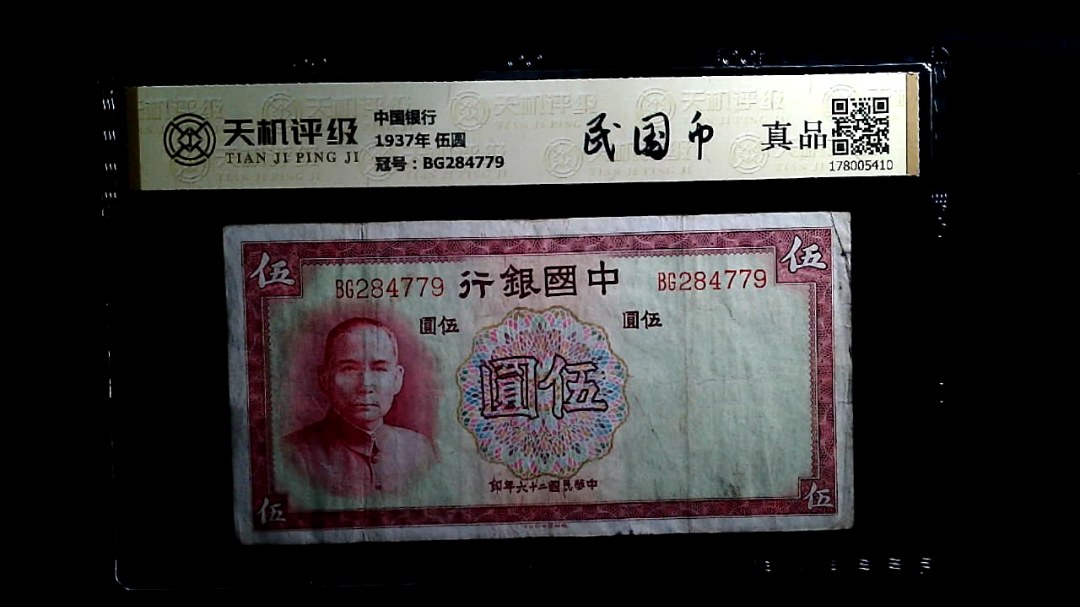 天机评级
TIAN JI PING JI
中国银行
1937年 伍圆
冠号：BG284779
民国币
真品
178005410
伍
伍
BG284779
行銀國中
BG284779
圓伍
圓伍
圓伍
印年六十二國民華中
伍
伍